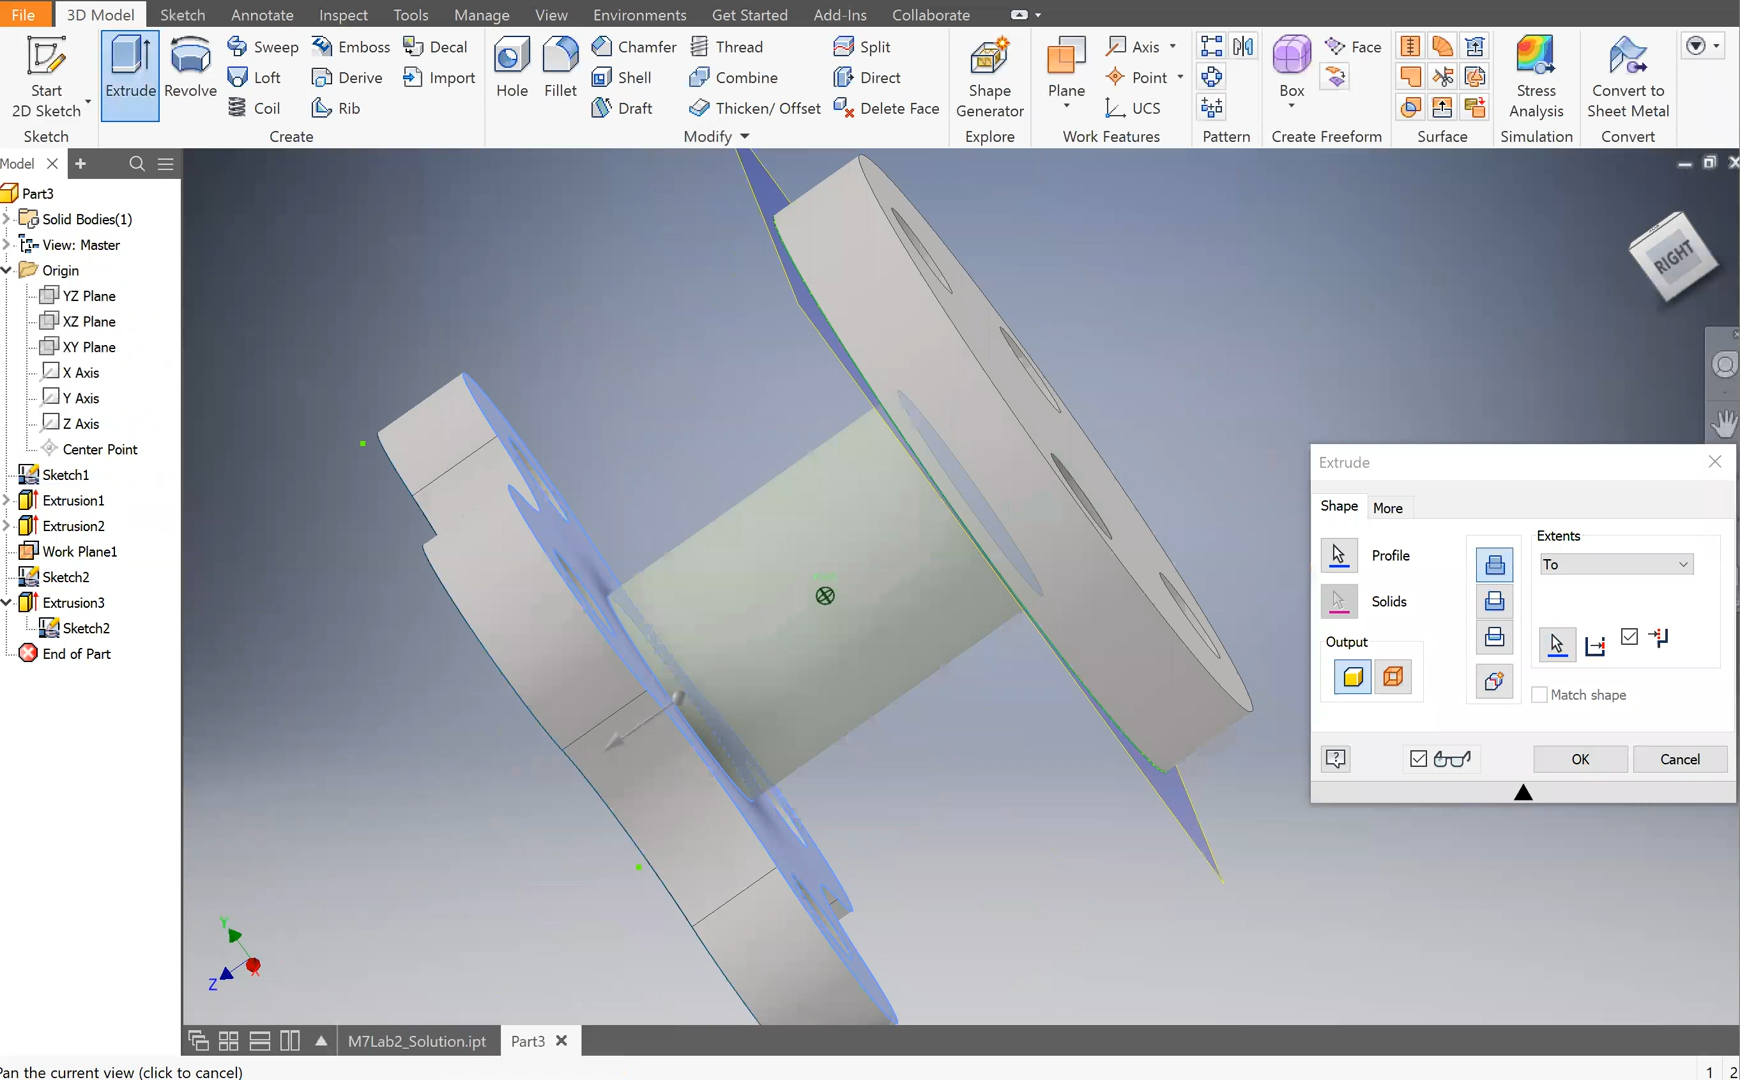 File 3D Model Sketch Annotate Inspect Tools Manage View Environments Get Started Add-Ins Collaborate
Start
2D Sketch
Extrude
Revolve
Sweep
Loft
Coil
Emboss
Derive
Rib
Decal
Import
Hole
Fillet
Chamfer
Shell
Draft
Thread
Combine
Thicken/ Offset
Split
Direct
Delete Face
Shape
Generator
Plane
Axis
Point
UCS
Box
Face
Stress
Analysis
Convert to
Sheet Metal
Sketch Create Modify Explore Work Features Pattern Create Freeform Surface Simulation Convert
Model
Part3
Solid Bodies(1)
View: Master
Origin
YZ Plane
XZ Plane
XY Plane
X Axis
Y Axis
Z Axis
Center Point
Sketch1
Extrusion1
Extrusion2
Work Plane1
Sketch2
Extrusion3
Sketch2
End of Part
RIGHT
Extrude
Shape More
Profile
Solids
Output
Extents
To
Match shape
OK Cancel
Y
Z
X
M7Lab2_Solution.ipt Part3
Pan the current view (click to cancel)
1 2